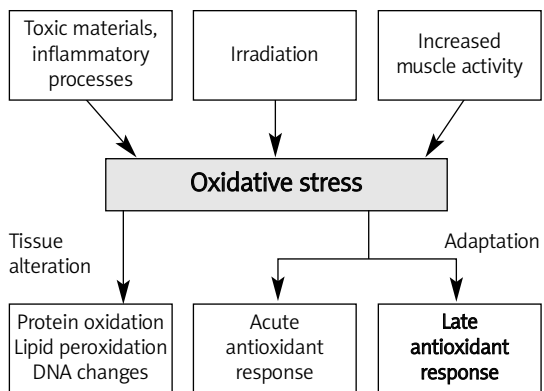 Toxic materials,
inflammatory
processes
Irradiation
Increased
muscle activity
Oxidative stress
Tissue
alteration
Adaptation
Protein oxidation
Lipid peroxidation
DNA changes
Acute
antioxidant
response
Late
antioxidant
response